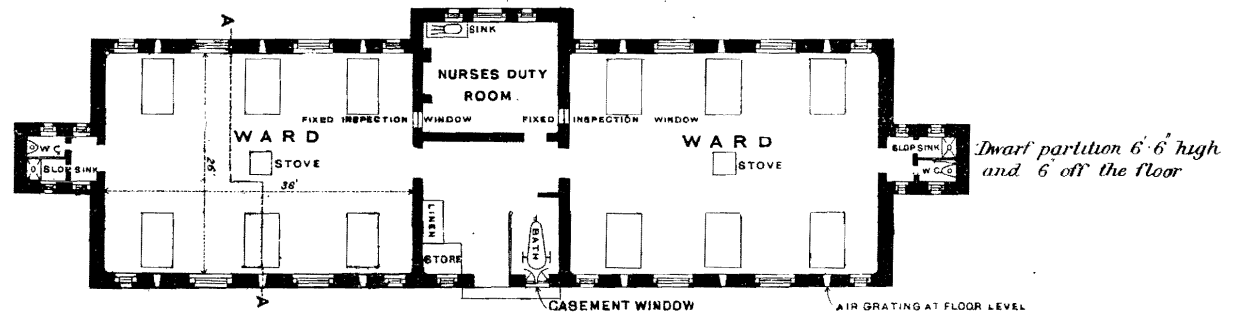 A
SINK
NURSES DUTY
ROOM.
FIXED INSPECTION WINDOW
FIXED INSPECTION WINDOW
WARD
WARD
W C
SLOP SINK
STOVE
STOVE
SLOP SINK
W C
Dwarf partition 6' 6" high
and 6" off the floor
26'
36'
LINEN
STORE
BATH
A
CASEMENT WINDOW
AIR GRATING AT FLOOR LEVEL